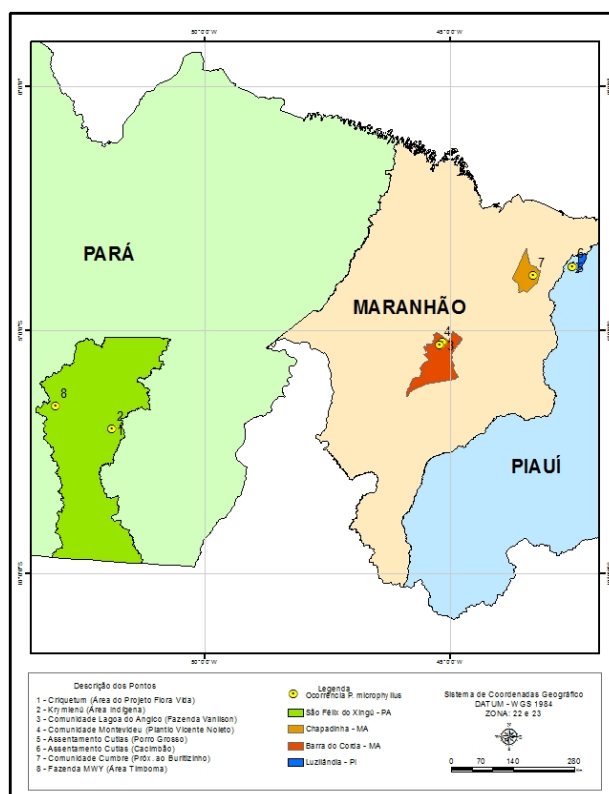 50°0'0"W
45°0'0"W
PARÁ
MARANHÃO
PIAUÍ
7
6
5
4
8
2
1
50°0'0"W
45°0'0"W
Descrição dos Pontos
1 - Criquetum (Área do Projeto Flora Vida)
2 - Krymienú (Área Indígena)
3 - Comunidade Lagoa do Angico (Fazenda Vanilson)
4 - Comunidade Montevideu (Plantio Vicente Noleto)
5 - Assentamento Cutias (Porro Grosso)
6 - Assentamento Cutias (Cacimbão)
7 - Comunidade Cumbre (Próx. ao Buritizinho)
8 - Fazenda MWY (Área Timboma)
Legenda
Ocorrência P. microphyllus
São Félix do Xingú - PA
Chapadinha - MA
Barra do Corda - MA
Luzilândia - PI
Sistema de Coordenadas Geográfico
DATUM - WGS 1984
ZONA: 22 e 23
0 70 140 280